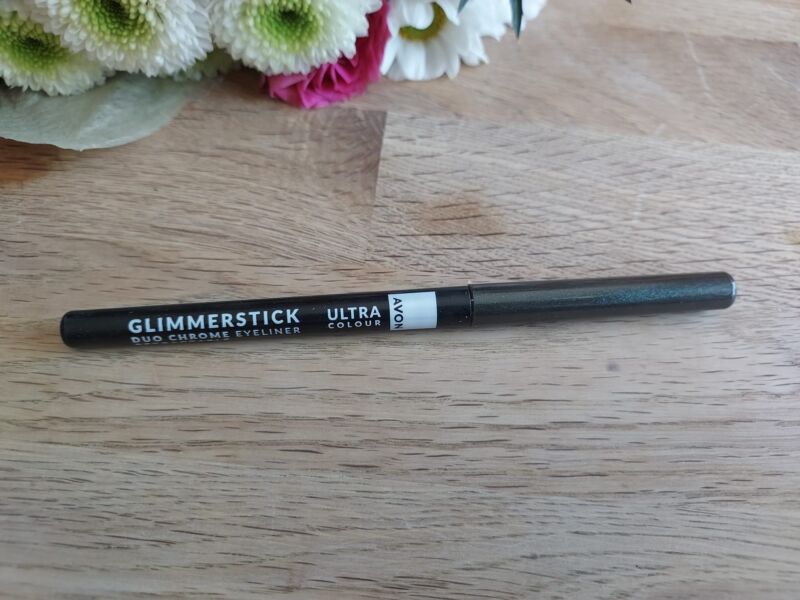 GLIMMERSTICK
DUO CHROME EYELINER
ULTRA
COLOUR
AVON